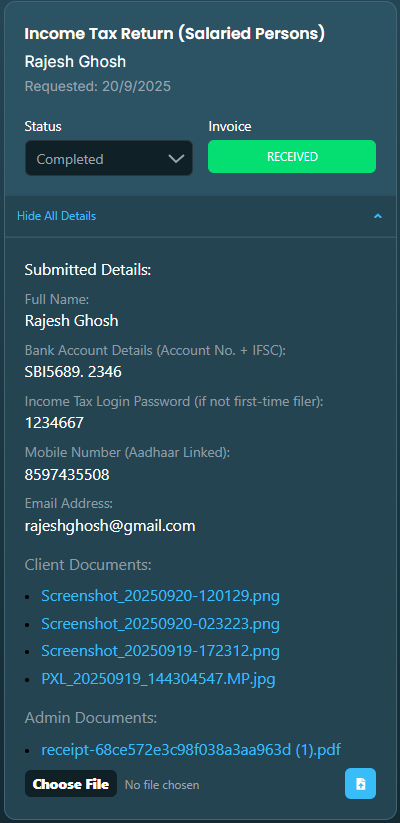 Income Tax Return (Salaried Persons)
Rajesh Ghosh
Requested: 20/9/2025
Status Invoice
Completed RECEIVED
Hide All Details
Submitted Details:
Full Name:
Rajesh Ghosh
Bank Account Details (Account No. + IFSC):
SBI5689. 2346
Income Tax Login Password (if not first-time filer):
1234667
Mobile Number (Aadhaar Linked):
8597435508
Email Address:
rajeshghosh@gmail.com
Client Documents:
• Screenshot_20250920-120129.png
• Screenshot_20250920-023223.png
• Screenshot_20250919-172312.png
• PXL_20250919_144304547.MP.jpg
Admin Documents:
• receipt-68ce572e3c98f038a3aa963d (1).pdf
Choose File No file chosen